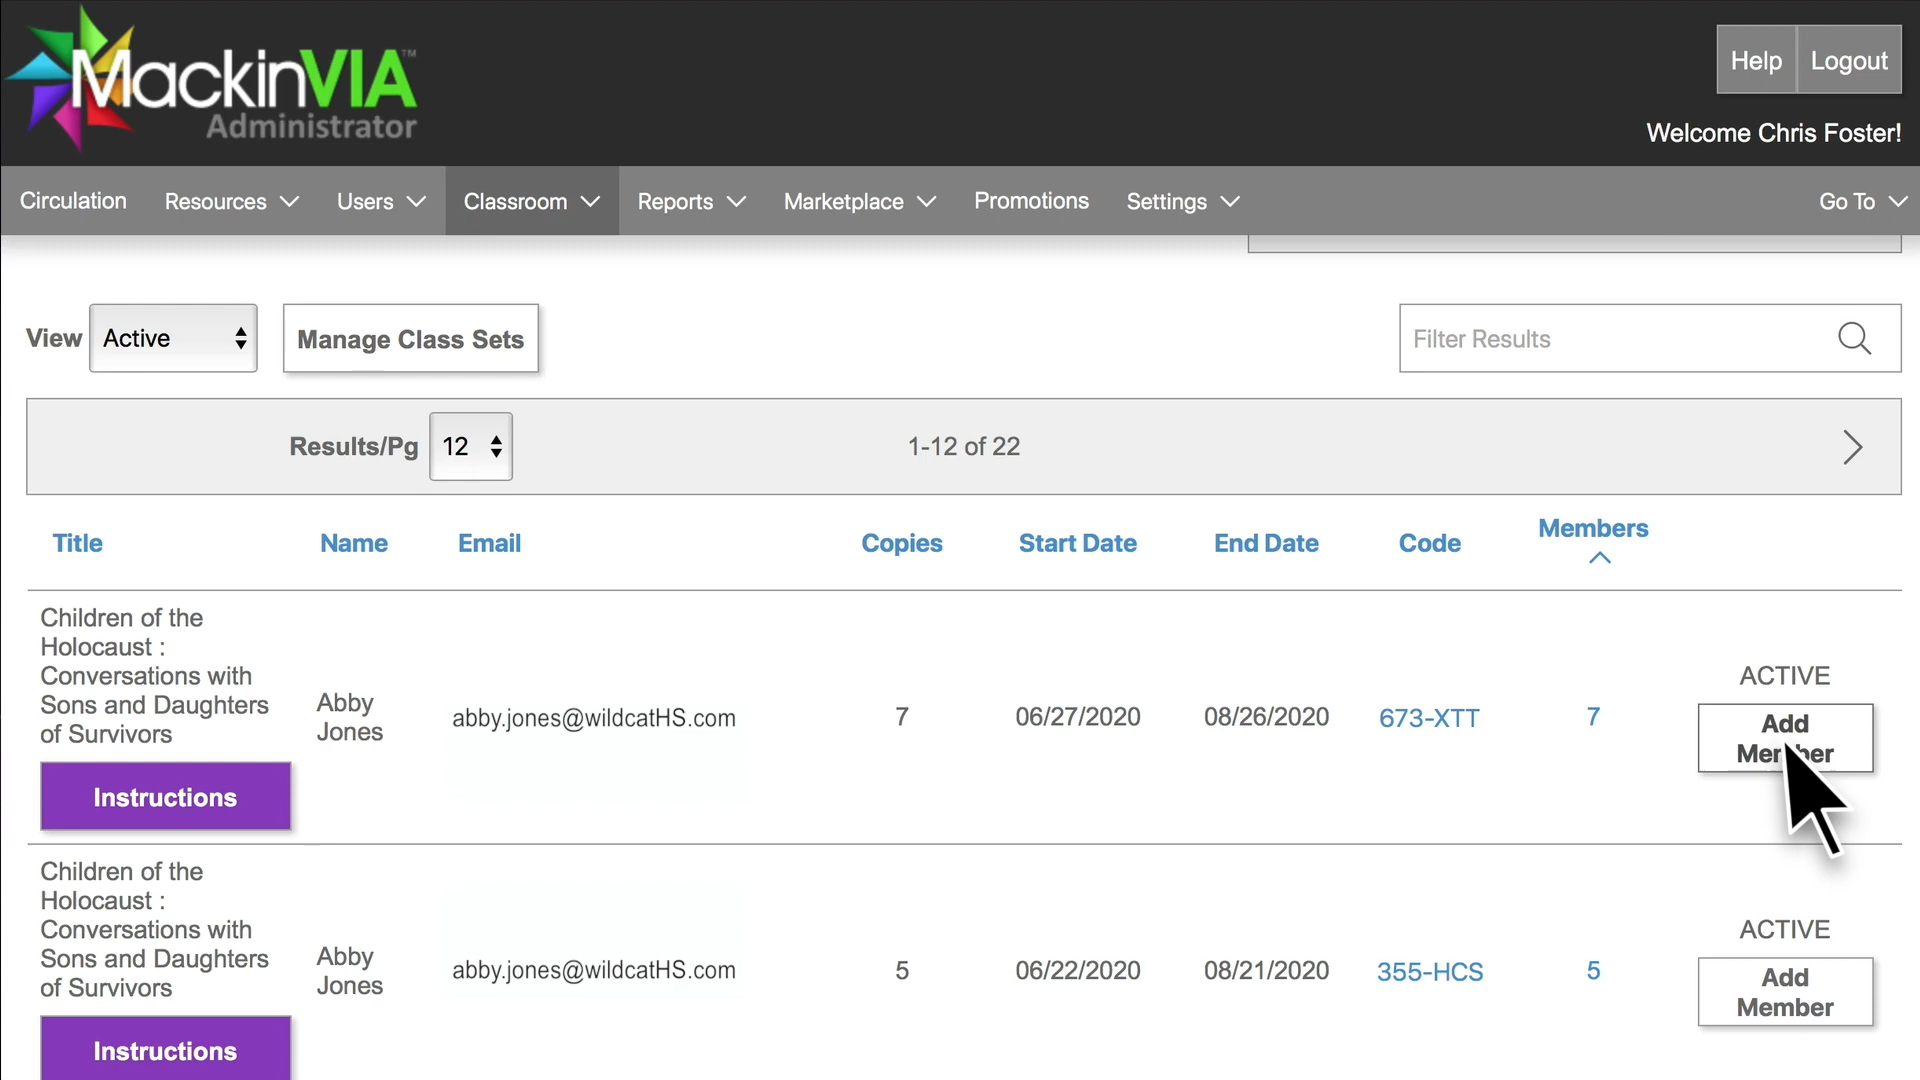 MackinVIA™
Administrator
Help Logout
Welcome Chris Foster!
Circulation Resources Users Classroom Reports Marketplace Promotions Settings Go To
View Active Manage Class Sets Filter Results
Results/Pg 12 1-12 of 22
Title Name Email Copies Start Date End Date Code Members
Children of the
Holocaust :
Conversations with
Sons and Daughters
of Survivors
Abby
Jones
abby.jones@wildcatHS.com 7 06/27/2020 08/26/2020 673-XTT 7
ACTIVE
Add
Member
Instructions
Children of the
Holocaust :
Conversations with
Sons and Daughters
of Survivors
Abby
Jones
abby.jones@wildcatHS.com 5 06/22/2020 08/21/2020 355-HCS 5
ACTIVE
Add
Member
Instructions